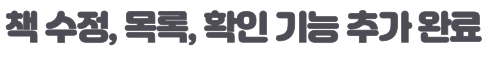 책 수정, 목록, 확인 기능 추가 완료